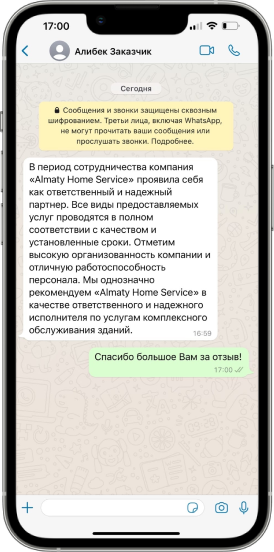 17:00
Алибек Заказчик
Сегодня
Сообщения и звонки защищены сквозным
шифрованием. Третьи лица, включая WhatsApp,
не могут прочитать ваши сообщения или
прослушать звонки. Подробнее.
В период сотрудничества компания
«Almaty Home Service» проявила себя
как ответственный и надежный
партнер. Все виды предоставляемых
услуг проводятся в полном
соответствии с качеством и
установленные сроки. Отметим
высокую организованность компании и
отличную работоспособность
персонала. Мы однозначно
рекомендуем «Almaty Home Service» в
качестве ответственного и надежного
исполнителя по услугам комплексного
обслуживания зданий.
16:59
Спасибо большое Вам за отзыв!
17:00